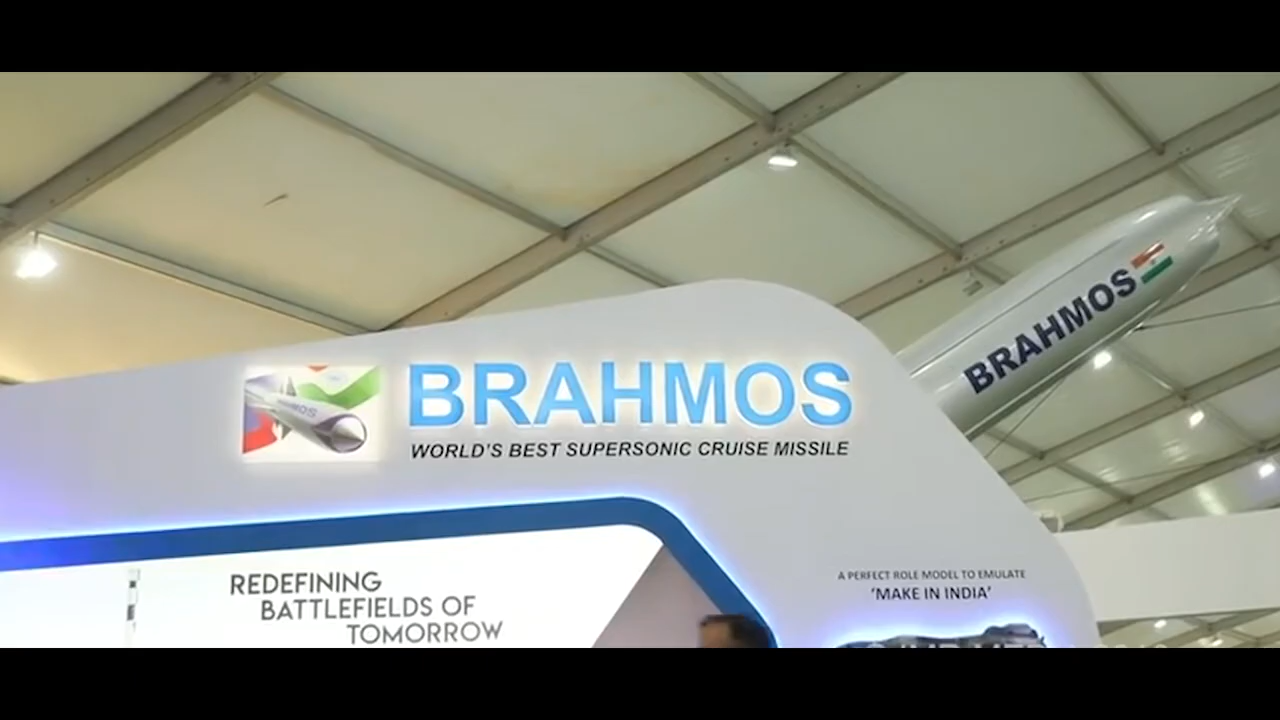 BRAHMOS
BRAHMOS
WORLD'S BEST SUPERSONIC CRUISE MISSILE
A PERFECT ROLE MODEL TO EMULATE
'MAKE IN INDIA'
REDEFINING
BATTLEFIELDS OF
TOMORROW